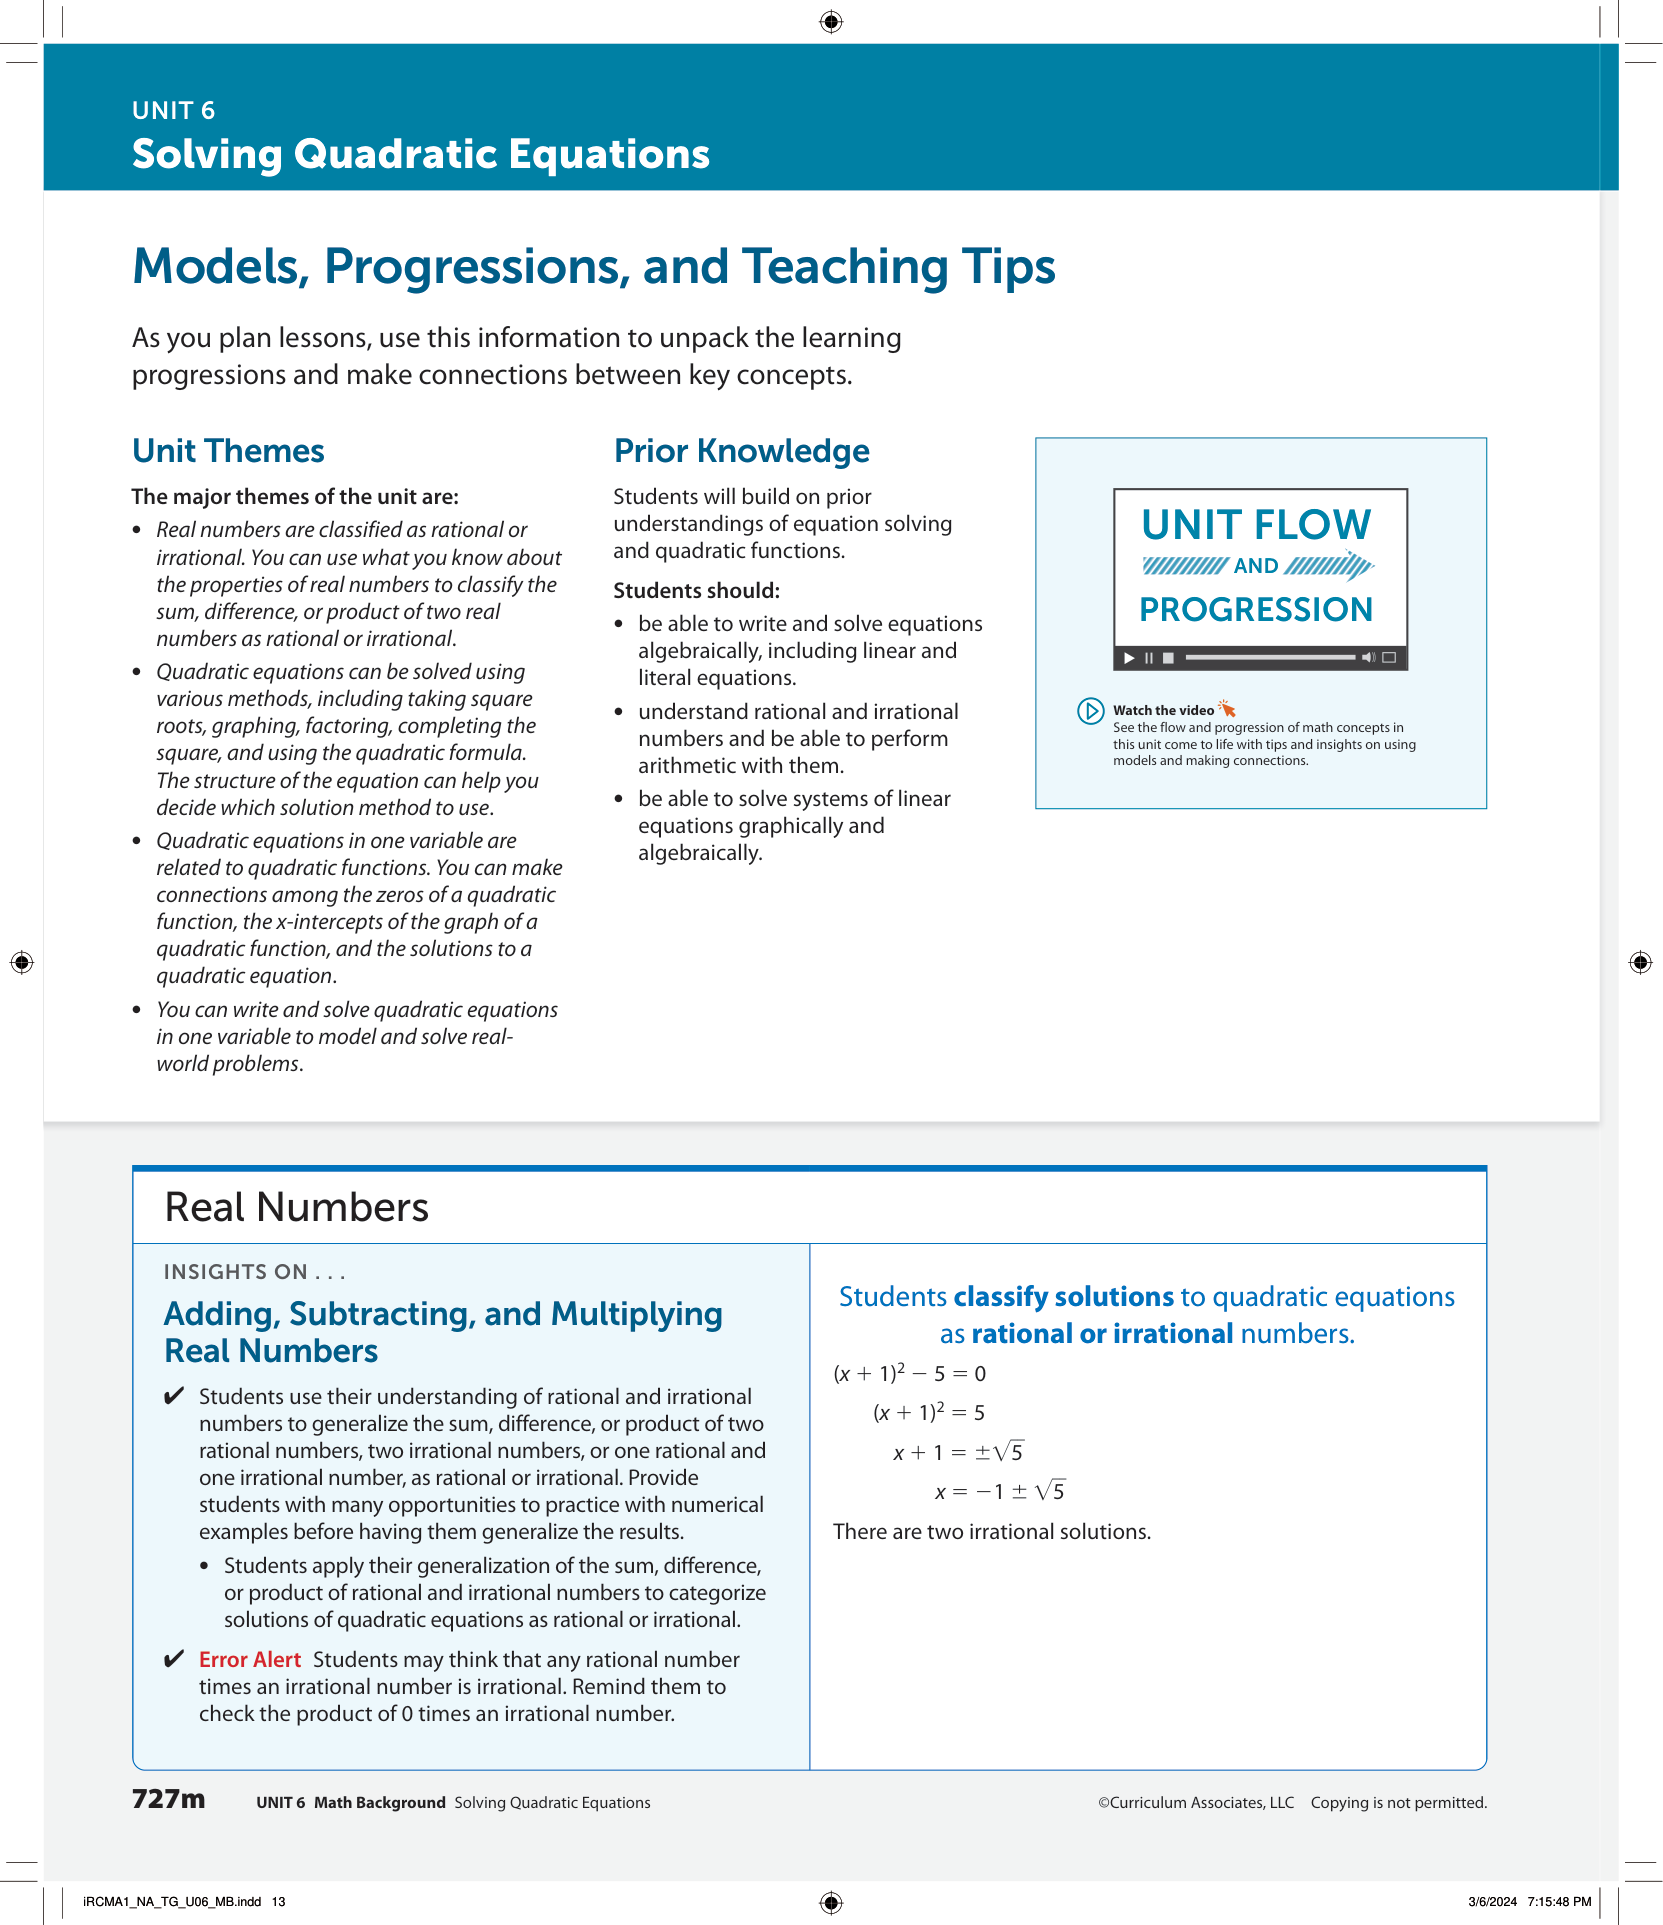 UNIT 6
Solving Quadratic Equations
Models, Progressions, and Teaching Tips
As you plan lessons, use this information to unpack the learning
progressions and make connections between key concepts.
Unit Themes
The major themes of the unit are:
• Real numbers are classified as rational or
irrational. You can use what you know about
the properties of real numbers to classify the
sum, difference, or product of two real
numbers as rational or irrational.
• Quadratic equations can be solved using
various methods, including taking square
roots, graphing, factoring, completing the
square, and using the quadratic formula.
The structure of the equation can help you
decide which solution method to use.
• Quadratic equations in one variable are
related to quadratic functions. You can make
connections among the zeros of a quadratic
function, the x-intercepts of the graph of a
quadratic function, and the solutions to a
quadratic equation.
• You can write and solve quadratic equations
in one variable to model and solve real-
world problems.
Prior Knowledge
Students will build on prior
understandings of equation solving
and quadratic functions.
Students should:
• be able to write and solve equations
algebraically, including linear and
literal equations.
• understand rational and irrational
numbers and be able to perform
arithmetic with them.
• be able to solve systems of linear
equations graphically and
algebraically.
UNIT FLOW
AND
PROGRESSION
Watch the video
See the flow and progression of math concepts in
this unit come to life with tips and insights on using
models and making connections.
Real Numbers
INSIGHTS ON . . .
Adding, Subtracting, and Multiplying
Real Numbers
✔ Students use their understanding of rational and irrational
numbers to generalize the sum, difference, or product of two
rational numbers, two irrational numbers, or one rational and
one irrational number, as rational or irrational. Provide
students with many opportunities to practice with numerical
examples before having them generalize the results.
• Students apply their generalization of the sum, difference,
or product of rational and irrational numbers to categorize
solutions of quadratic equations as rational or irrational.
✔ Error Alert Students may think that any rational number
times an irrational number is irrational. Remind them to
check the product of 0 times an irrational number.
Students classify solutions to quadratic equations
as rational or irrational numbers.
(x + 1)² − 5 = 0
(x + 1)² = 5
x + 1 = ±√5
x = −1 ± √5
There are two irrational solutions.
727m UNIT 6 Math Background Solving Quadratic Equations
©Curriculum Associates, LLC Copying is not permitted.
iRCMA1_NA_TG_U06_MB.indd 13
3/6/2024 7:15:48 PM